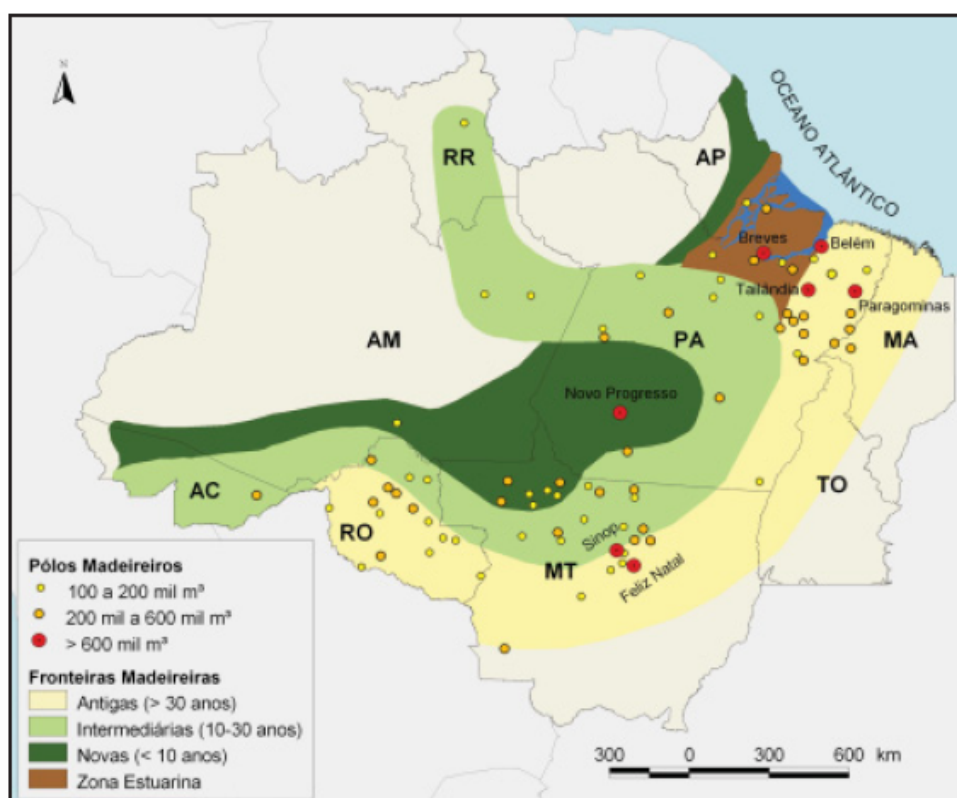 N
OCEANO ATLÂNTICO
RR
AP
Breves
Belém
Tailândia
Paragominas
AM
PA
MA
Novo Progresso
AC
TO
RO
Sinop
MT
Feliz Natal
Pólos Madeireiros
100 a 200 mil m³
200 mil a 600 mil m³
> 600 mil m³
Fronteiras Madeireiras
Antigas (> 30 anos)
Intermediárias (10-30 anos)
Novas (< 10 anos)
Zona Estuarina
300 0 300 600 km